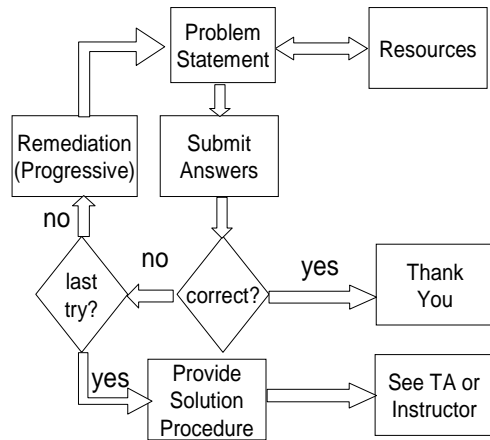 Problem
Statement
Resources
Remediation
(Progressive)
Submit
Answers
no
no
yes
last
try?
correct?
Thank
You
yes
Provide
Solution
Procedure
See TA or
Instructor